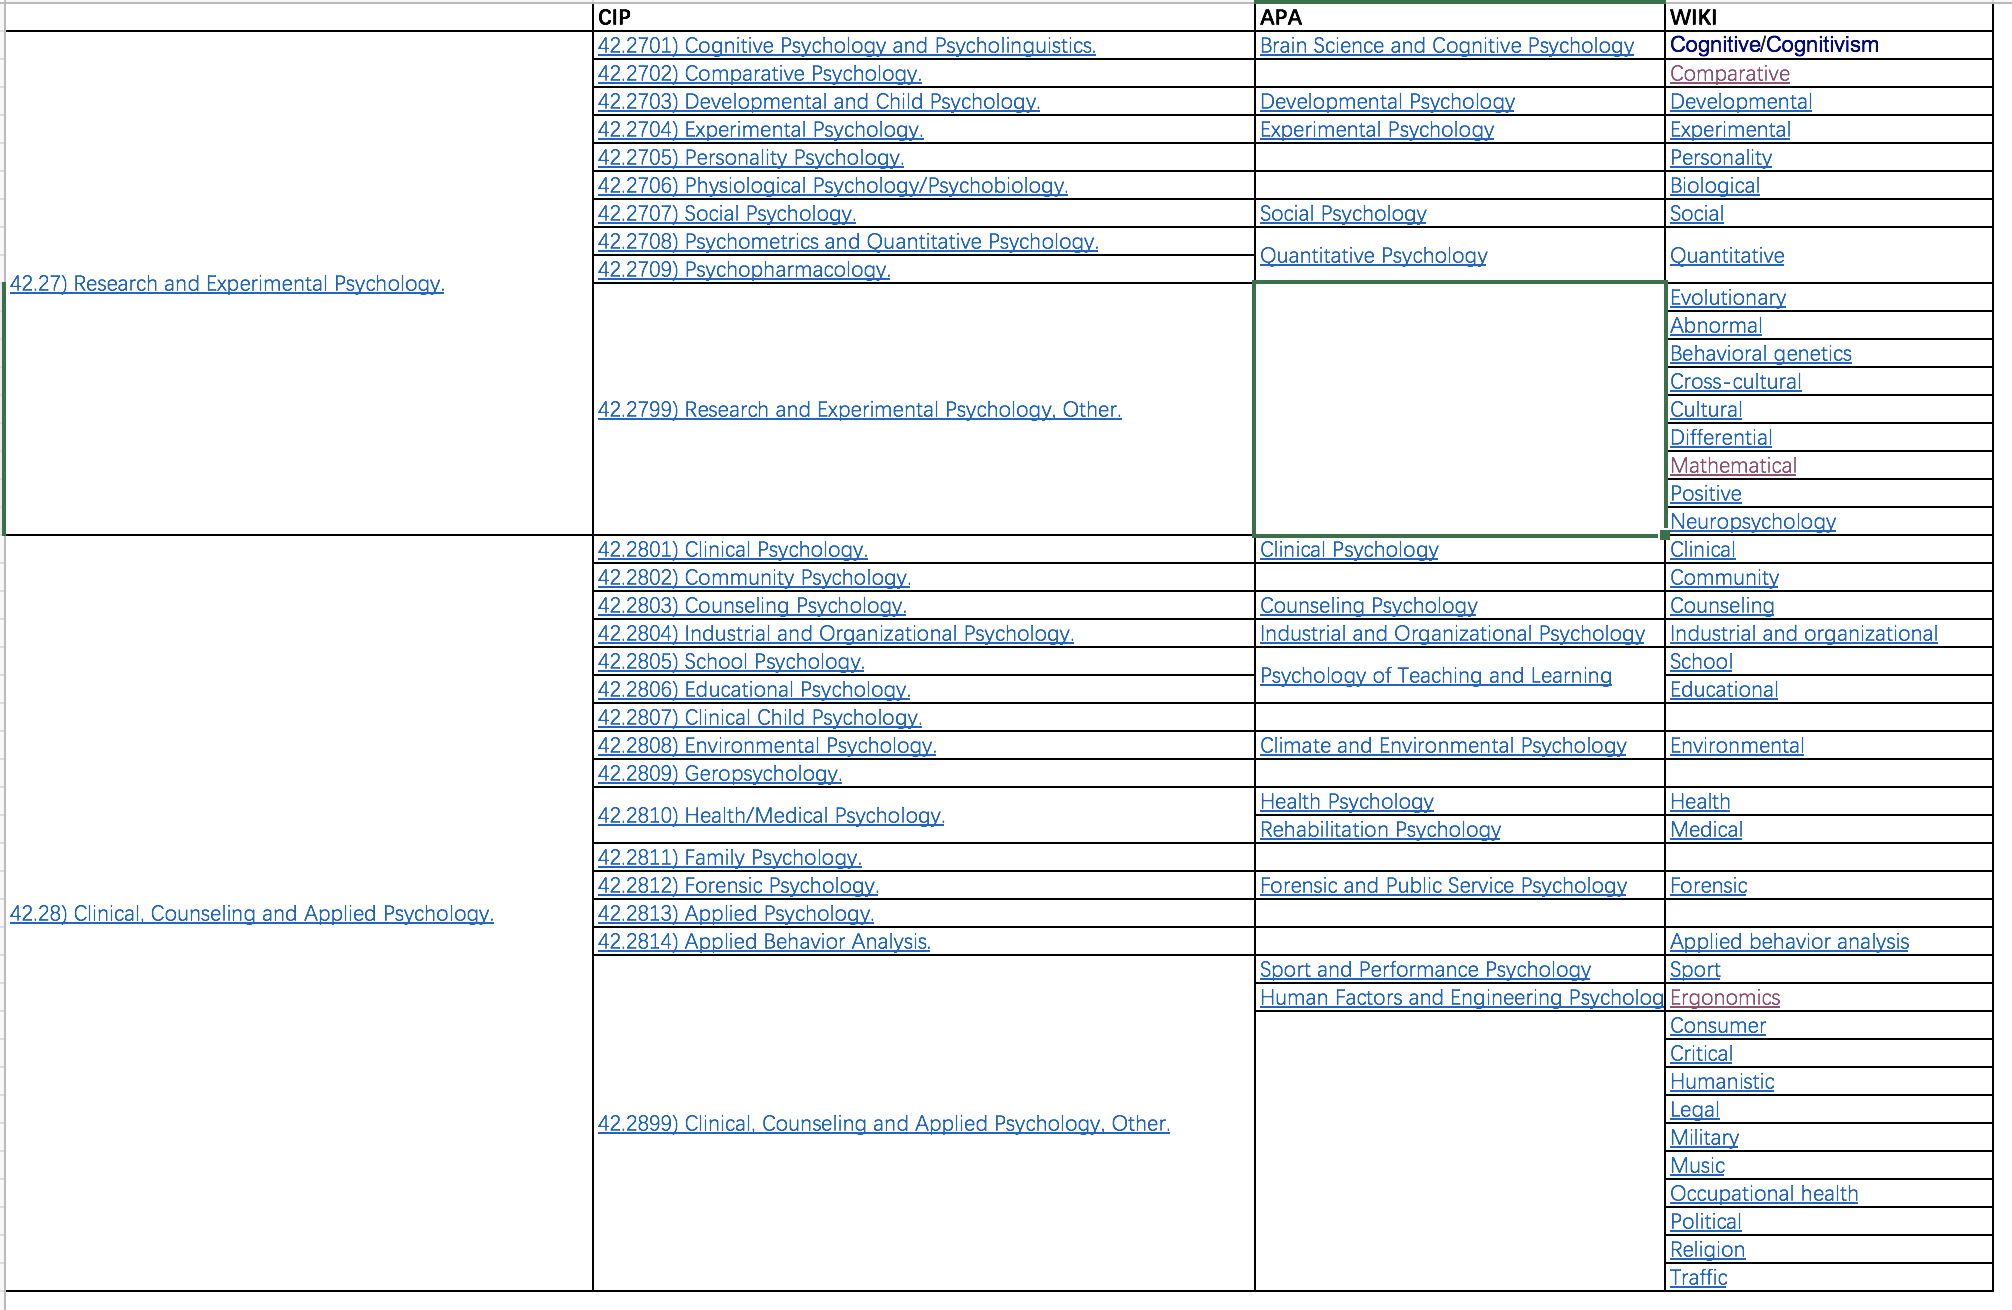 CIP APA WIKI
42.2701) Cognitive Psychology and Psycholinguistics. Brain Science and Cognitive Psychology Cognitive/Cognitivism
42.2702) Comparative Psychology. Comparative
42.2703) Developmental and Child Psychology. Developmental Psychology Developmental
42.2704) Experimental Psychology. Experimental Psychology Experimental
42.2705) Personality Psychology. Personality
42.2706) Physiological Psychology/Psychobiology. Biological
42.2707) Social Psychology. Social Psychology Social
42.2708) Psychometrics and Quantitative Psychology.
Quantitative Psychology Quantitative
42.2709) Psychopharmacology.
42.27) Research and Experimental Psychology.
Evolutionary
Abnormal
Behavioral genetics
Cross-cultural
42.2799) Research and Experimental Psychology, Other. Cultural
Differential
Mathematical
Positive
Neuropsychology
42.2801) Clinical Psychology. Clinical Psychology Clinical
42.2802) Community Psychology. Community
42.2803) Counseling Psychology. Counseling Psychology Counseling
42.2804) Industrial and Organizational Psychology. Industrial and Organizational Psychology Industrial and organizational
42.2805) School Psychology. School
Psychology of Teaching and Learning
42.2806) Educational Psychology. Educational
42.2807) Clinical Child Psychology.
42.2808) Environmental Psychology. Climate and Environmental Psychology Environmental
42.2809) Geropsychology.
Health Psychology Health
42.2810) Health/Medical Psychology.
Rehabilitation Psychology Medical
42.2811) Family Psychology.
42.2812) Forensic Psychology. Forensic and Public Service Psychology Forensic
42.28) Clinical, Counseling and Applied Psychology. 42.2813) Applied Psychology.
42.2814) Applied Behavior Analysis. Applied behavior analysis
Sport and Performance Psychology Sport
Human Factors and Engineering Psycholog Ergonomics
Consumer
Critical
Humanistic
Legal
42.2899) Clinical, Counseling and Applied Psychology, Other.
Military
Music
Occupational health
Political
Religion
Traffic